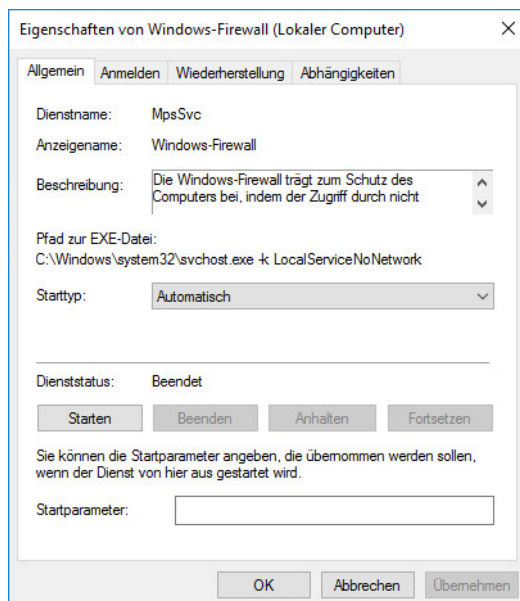 Eigenschaften von Windows-Firewall (Lokaler Computer)
Allgemein Anmelden Wiederherstellung Abhängigkeiten
Dienstname: MpsSvc
Anzeigename: Windows-Firewall
Beschreibung: Die Windows-Firewall trägt zum Schutz des
Computers bei, indem der Zugriff durch nicht
Pfad zur EXE-Datei:
C:\Windows\system32\svchost.exe -k LocalServiceNoNetwork
Starttyp: Automatisch
Dienststatus: Beendet
Starten Beenden Anhalten Fortsetzen
Sie können die Startparameter angeben, die übernommen werden sollen,
wenn der Dienst von hier aus gestartet wird.
Startparameter:
OK Abbrechen Übernehmen